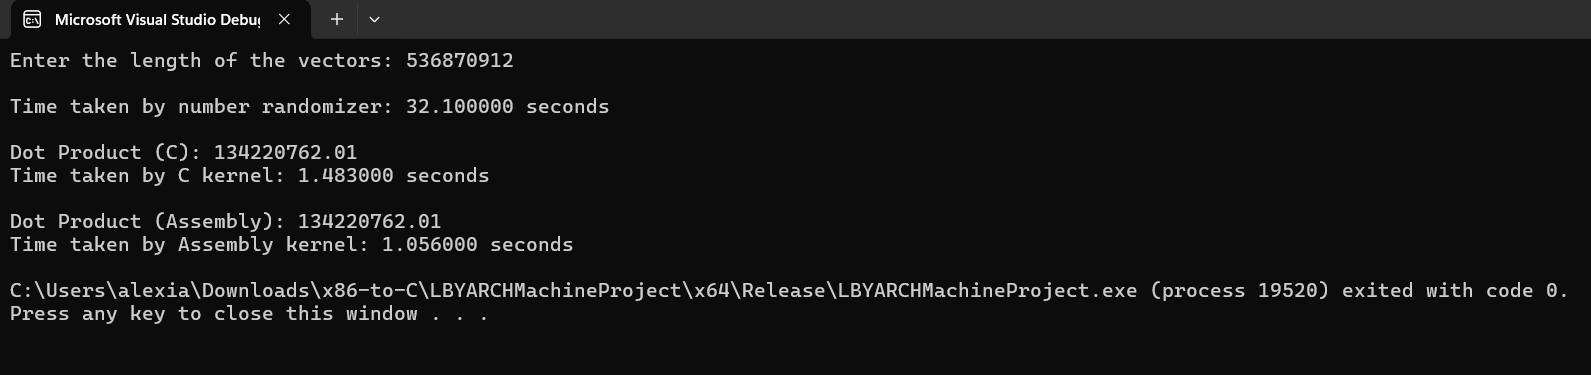 Microsoft Visual Studio Debu
Enter the length of the vectors: 536870912
Time taken by number randomizer: 32.100000 seconds
Dot Product (C): 134220762.01
Time taken by C kernel: 1.483000 seconds
Dot Product (Assembly): 134220762.01
Time taken by Assembly kernel: 1.056000 seconds
C:\Users\alexia\Downloads\x86-to-C\LBYARCHMachineProject\x64\Release\LBYARCHMachineProject.exe (process 19520) exited with code 0.
Press any key to close this window . . .